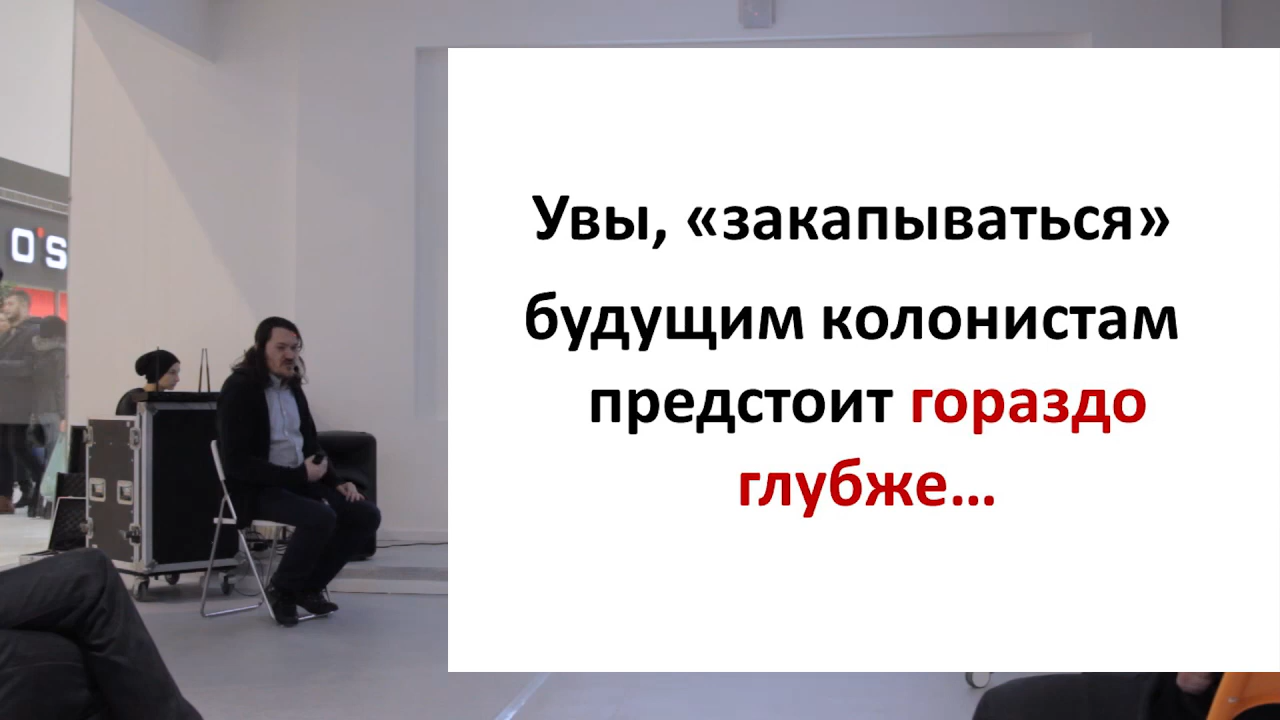 O'S
Увы, «закапываться»
будущим колонистам
предстоит гораздо
глубже…